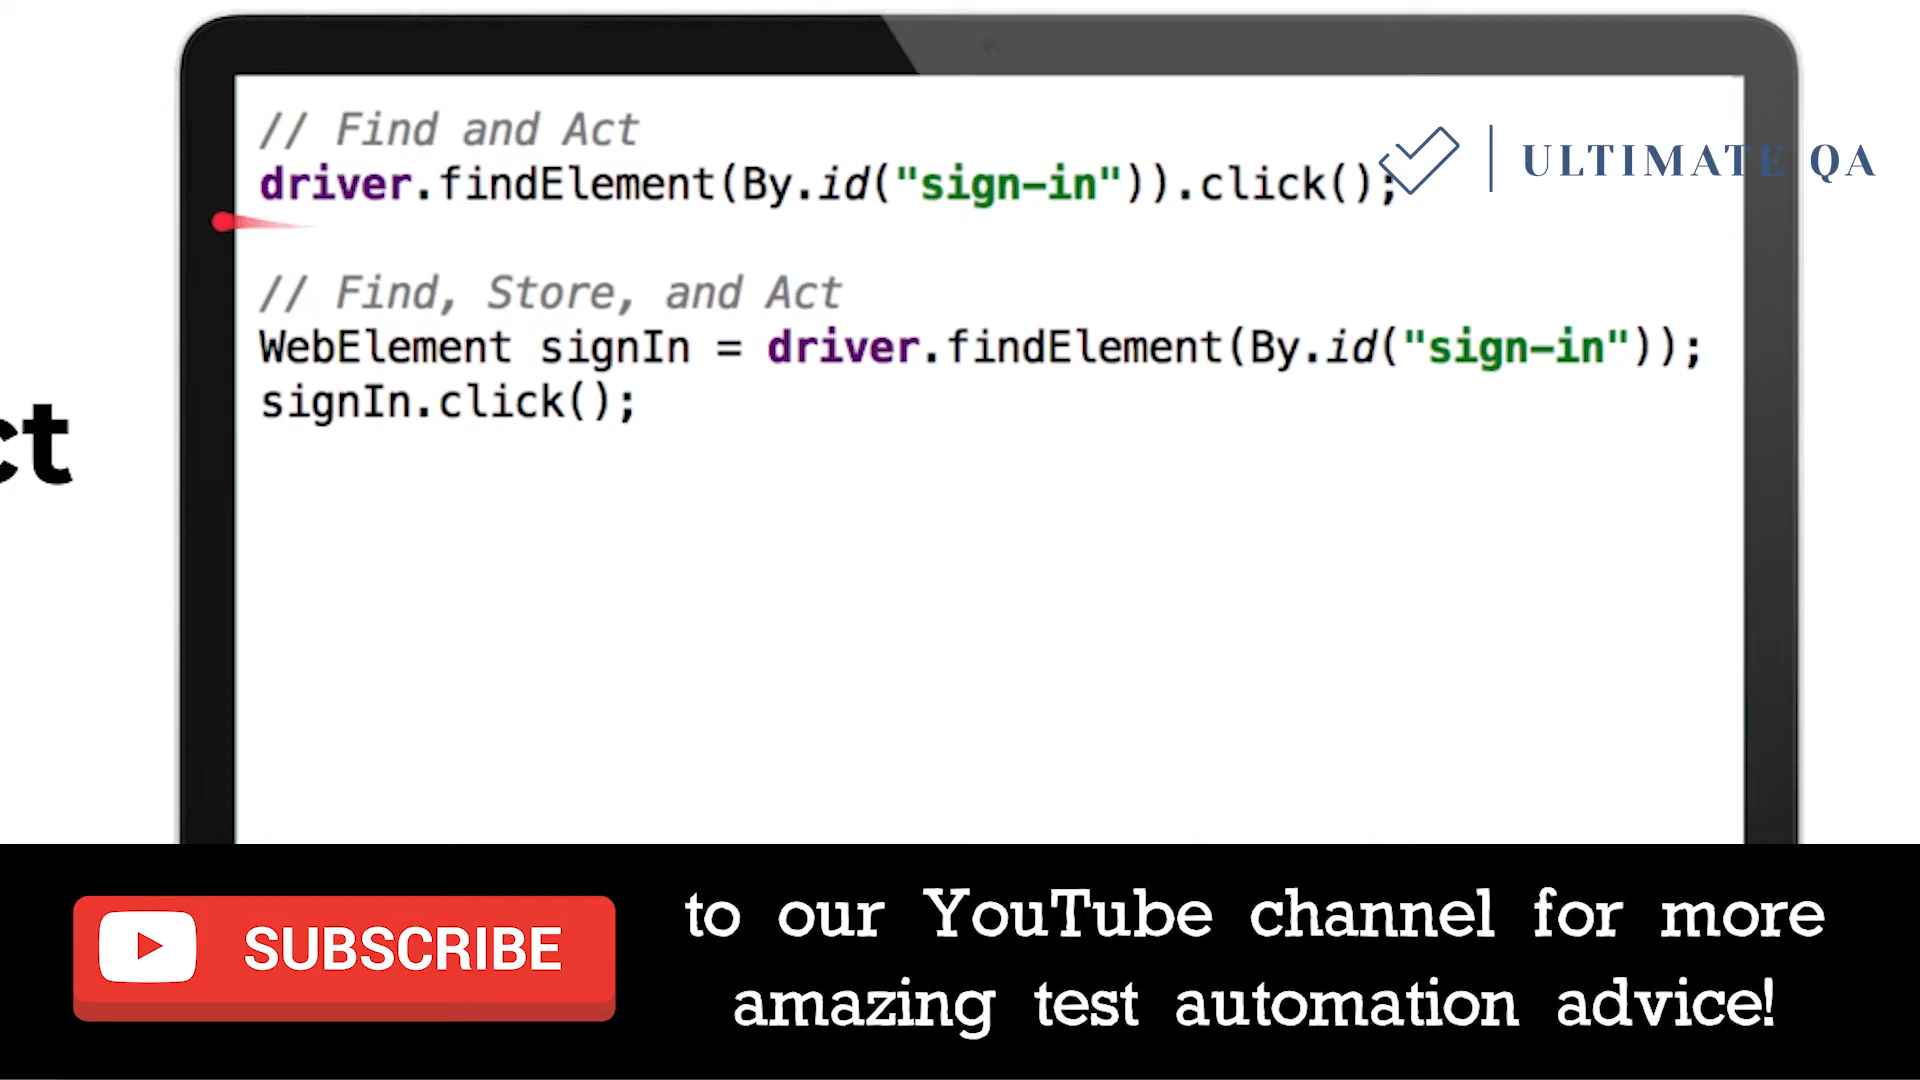 // Find and Act
driver.findElement(By.id("sign-in")).click();
ULTIMATE QA
// Find, Store, and Act
WebElement signIn = driver.findElement(By.id("sign-in"));
signIn.click();
ct
SUBSCRIBE
to our YouTube channel for more
amazing test automation advice!